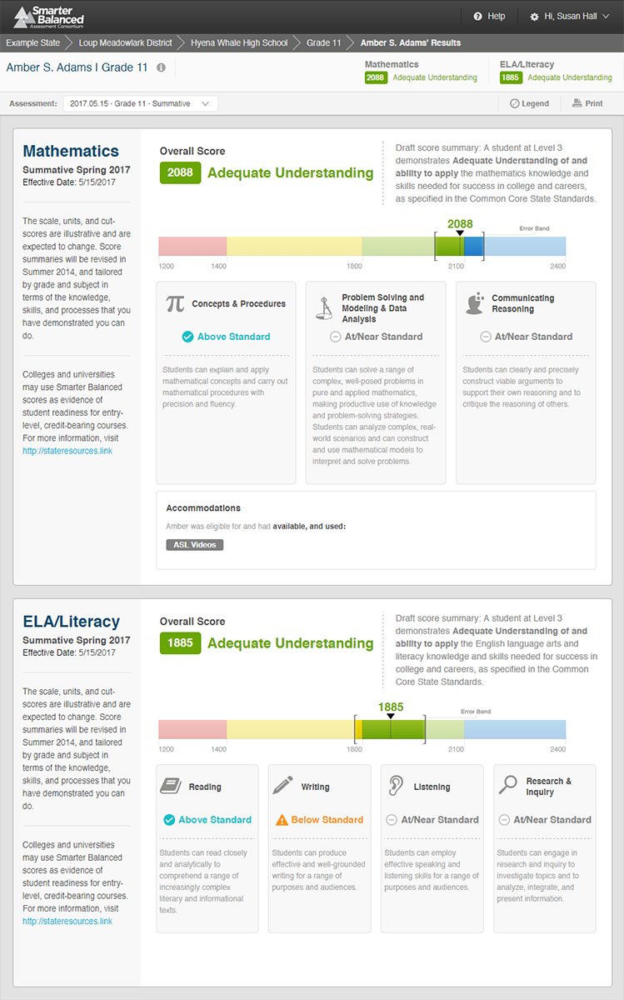 Smarter
Balanced
Assessment Consortium
Help
Hi, Susan Hall
Example State
Loup Meadowlark District
Hyena Whale High School
Grade 11
Amber S. Adams' Results
Amber S. Adams I Grade 11
Mathematics
2088 Adequate Understanding
ELA/Literacy
1885 Adequate Understanding
Assessment:
2017.05.15 · Grade 11 · Summative
Legend
Print
Mathematics
Summative Spring 2017
Effective Date: 5/15/2017
The scale, units, and cut-
scores are illustrative and are
expected to change. Score
summaries will be revised in
Summer 2014, and tailored
by grade and subject in
terms of the knowledge,
skills, and processes that you
have demonstrated you can
do.
Colleges and universities
may use Smarter Balanced
scores as evidence of
student readiness for entry-
level, credit-bearing courses.
For more information, visit
http://stateresources.link
Overall Score
2088 Adequate Understanding
Draft score summary: A student at Level 3
demonstrates Adequate Understanding of and
ability to apply the mathematics knowledge and
skills needed for success in college and careers,
as specified in the Common Core State Standards.
2088
Error Band
1200
1400
1800
2100
2400
π
Concepts & Procedures
Above Standard
Students can explain and apply
mathematical concepts and carry out
mathematical procedures with
precision and fluency.
Problem Solving and
Modeling & Data
Analysis
At/Near Standard
Students can solve a range of
complex, well-posed problems in
pure and applied mathematics,
making productive use of knowledge
and problem-solving strategies.
Students can analyze complex, real-
world scenarios and can construct
and use mathematical models to
interpret and solve problems.
Communicating
Reasoning
At/Near Standard
Students can clearly and precisely
construct viable arguments to
support their own reasoning and to
critique the reasoning of others.
Accommodations
Amber was eligible for and had available, and used:
ASL Videos
ELA/Literacy
Summative Spring 2017
Effective Date: 5/15/2017
The scale, units, and cut-
scores are illustrative and are
expected to change. Score
summaries will be revised in
Summer 2014, and tailored
by grade and subject in
terms of the knowledge,
skills, and processes that you
have demonstrated you can
do.
Colleges and universities
may use Smarter Balanced
scores as evidence of
student readiness for entry-
level, credit-bearing courses.
For more information, visit
http://stateresources.link
Overall Score
1885 Adequate Understanding
Draft score summary: A student at Level 3
demonstrates Adequate Understanding of and
ability to apply the English language arts and
literacy knowledge and skills needed for success in
college and careers, as specified in the Common
Core State Standards.
1885
Error Band
1200
1400
1800
2100
2400
Reading
Above Standard
Students can read closely
and analytically to
comprehend a range of
increasingly complex
literary and informational
texts.
Writing
Below Standard
Students can produce
effective and well-grounded
writing for a range of
purposes and audiences.
Listening
At/Near Standard
Students can employ
effective speaking and
listening skills for a range of
purposes and audiences.
Research &
Inquiry
At/Near Standard
Students can engage in
research and inquiry to
investigate topics and to
analyze, integrate, and
present information.